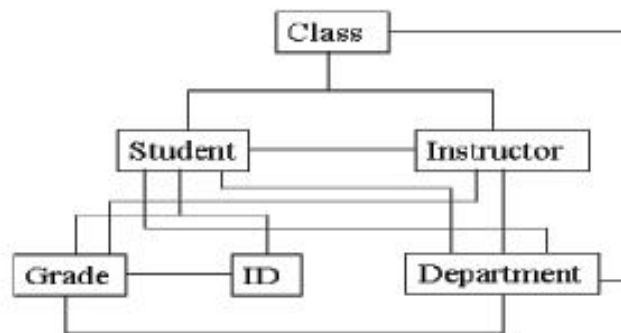 Class
Student
Instructor
Grade
ID
Department